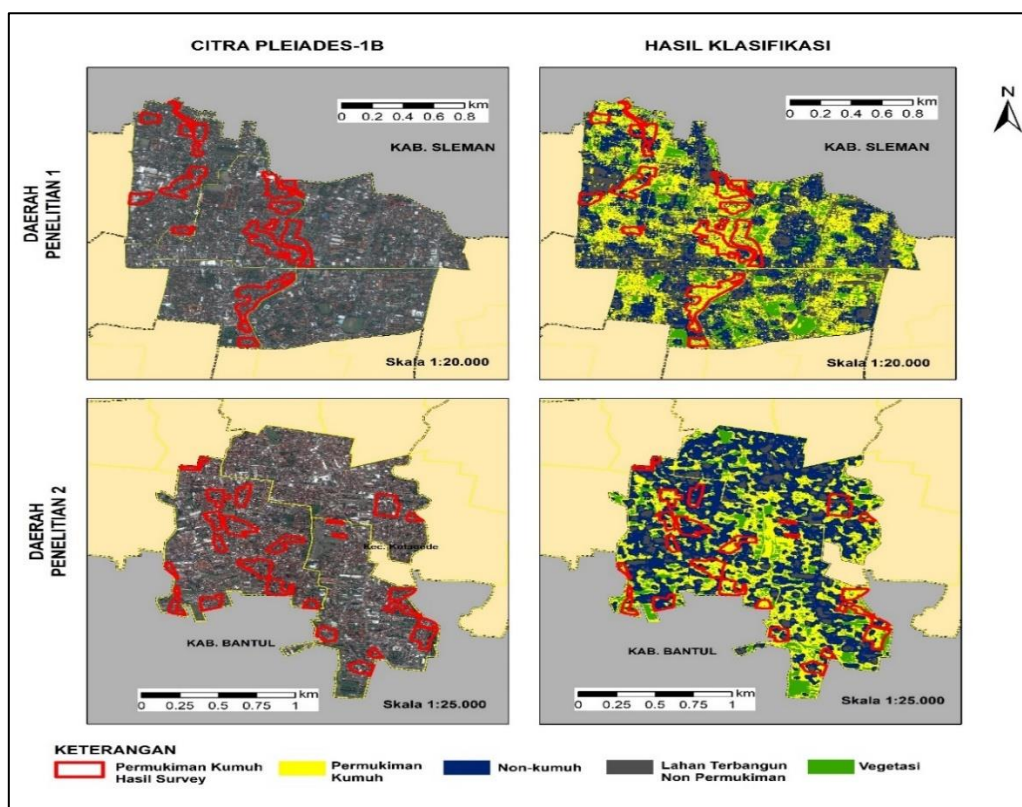 CITRA PLEIADES-1B
HASIL KLASIFIKASI
N
DAERAH
PENELITIAN 1
km
0 0.2 0.4 0.6 0.8
KAB. SLEMAN
Skala 1:20.000
km
0 0.2 0.4 0.6 0.8
KAB. SLEMAN
Skala 1:20.000
DAERAH
PENELITIAN 2
Kec. Kotagede
KAB. BANTUL
km
0 0.25 0.5 0.75 1
Skala 1:25.000
KAB. BANTUL
km
0 0.25 0.5 0.75 1
Skala 1:25.000
KETERANGAN
Permukiman Kumuh
Hasil Survey
Permukiman
Kumuh
Non-kumuh
Lahan Terbangun
Non Permukiman
Vegetasi